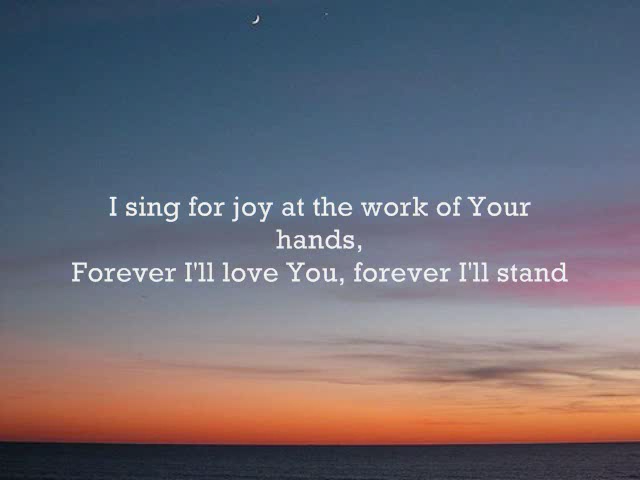 I sing for joy at the work of Your
hands,
Forever I'll love You, forever I'll stand